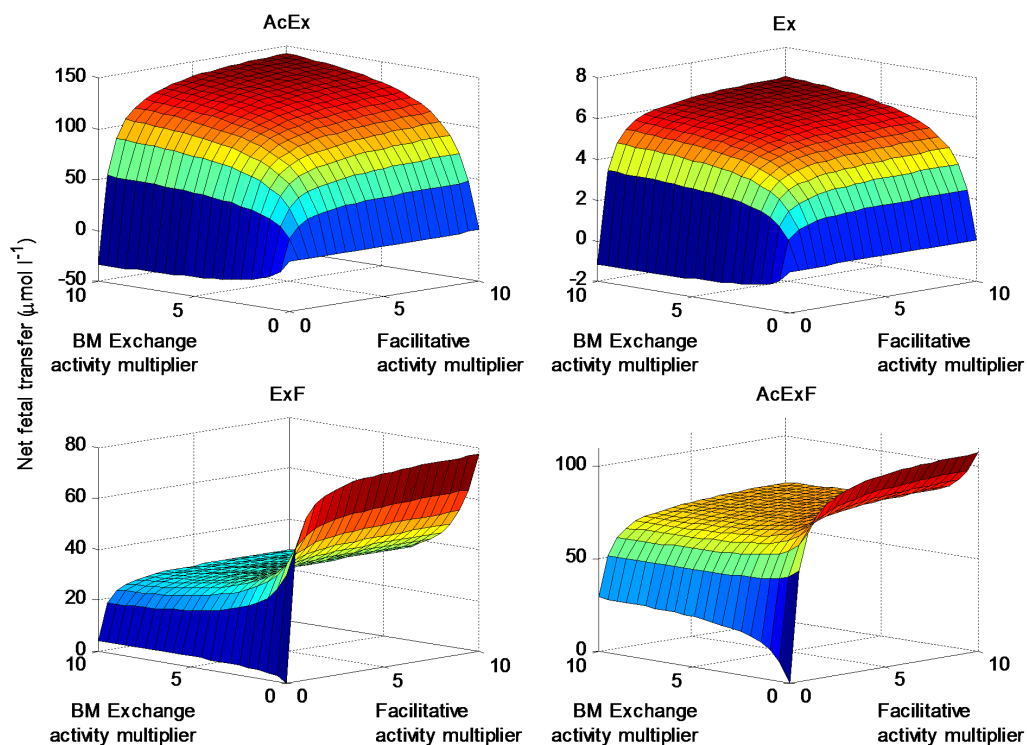 AcEx
Ex
150
100
50
0
-50
10
5
0
0
5
10
BM Exchange
activity multiplier
Facilitative
activity multiplier
8
6
4
2
0
-2
10
5
0
0
5
10
BM Exchange
activity multiplier
Facilitative
activity multiplier
Net fetal transfer (μmol l⁻¹)
ExF
AcExF
80
60
40
20
0
10
5
0
0
5
10
BM Exchange
activity multiplier
Facilitative
activity multiplier
100
50
0
10
5
0
0
5
10
BM Exchange
activity multiplier
Facilitative
activity multiplier